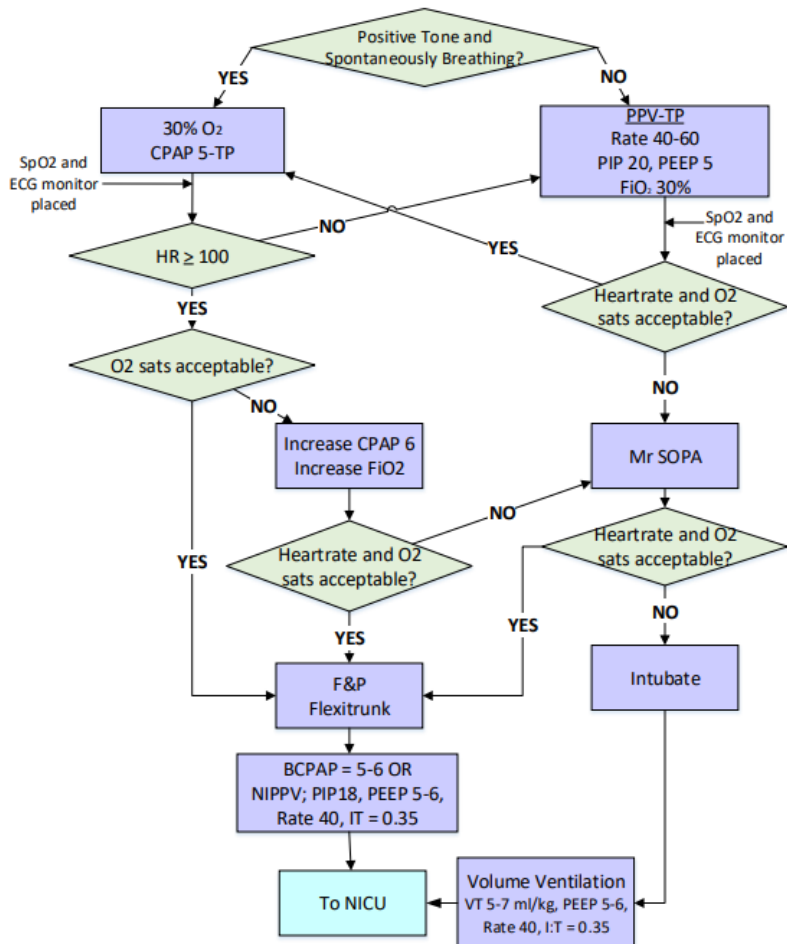 Positive Tone and
Spontaneously Breathing?
YES
NO
30% O₂
CPAP 5-TP
PPV-TP
Rate 40-60
PIP 20, PEEP 5
FiO₂ 30%
SpO2 and
ECG monitor
placed
SpO2 and
ECG monitor
placed
NO
YES
HR ≥ 100
Heartrate and O2
sats acceptable?
YES
O2 sats acceptable?
NO
NO
Increase CPAP 6
Increase FiO2
Mr SOPA
NO
Heartrate and O2
sats acceptable?
Heartrate and O2
sats acceptable?
YES
YES
YES
NO
F&P
Flexitrunk
Intubate
BCPAP = 5-6 OR
NIPPV; PIP18, PEEP 5-6,
Rate 40, IT = 0.35
To NICU
Volume Ventilation
VT 5-7 ml/kg, PEEP 5-6,
Rate 40, I:T = 0.35